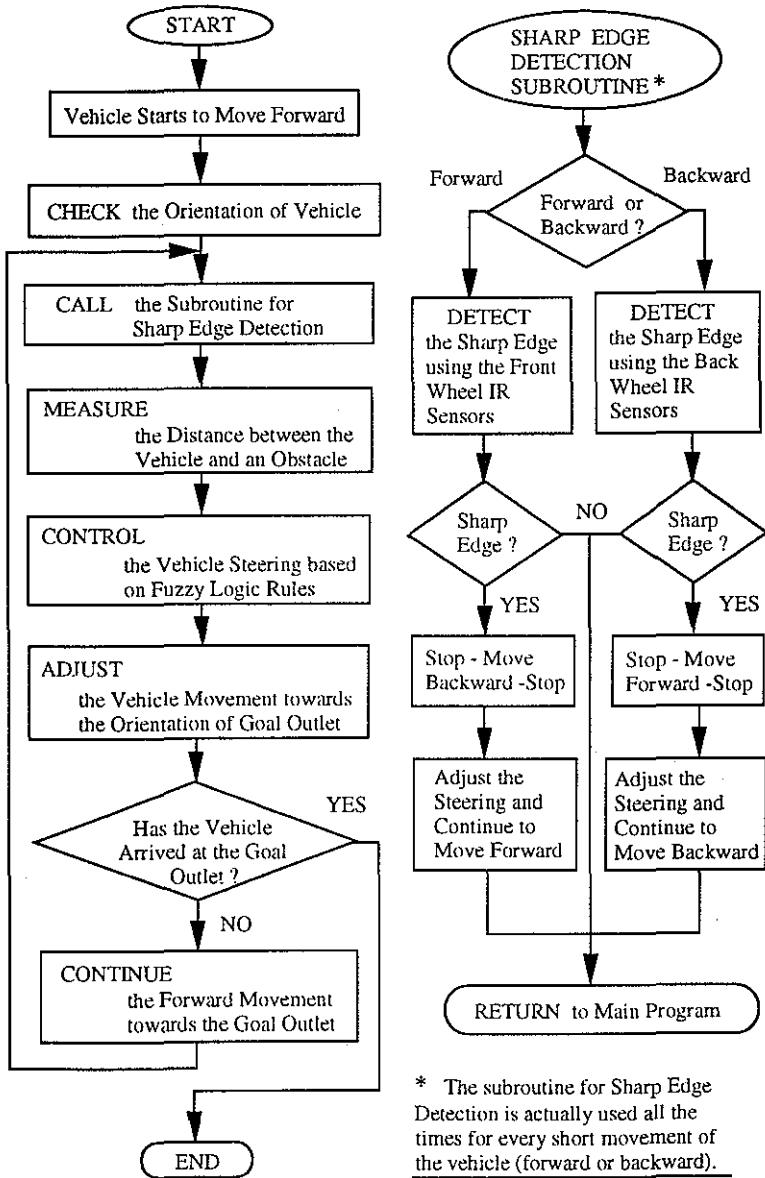 START
Vehicle Starts to Move Forward
CHECK the Orientation of Vehicle
CALL the Subroutine for
Sharp Edge Detection
MEASURE
the Distance between the
Vehicle and an Obstacle
CONTROL
the Vehicle Steering based
on Fuzzy Logic Rules
ADJUST
the Vehicle Movement towards
the Orientation of Goal Outlet
YES
Has the Vehicle
Arrived at the Goal
Outlet ?
NO
CONTINUE
the Forward Movement
towards the Goal Outlet
END
SHARP EDGE
DETECTION
SUBROUTINE *
Forward
Backward
Forward or
Backward ?
DETECT
the Sharp Edge
using the Front
Wheel IR
Sensors
DETECT
the Sharp Edge
using the Back
Wheel IR
Sensors
Sharp
Edge ?
NO
Sharp
Edge ?
YES
YES
Stop - Move
Backward -Stop
Stop - Move
Forward -Stop
Adjust the
Steering and
Continue to
Move Forward
Adjust the
Steering and
Continue to
Move Backward
RETURN to Main Program
* The subroutine for Sharp Edge
Detection is actually used all the
times for every short movement of
the vehicle (forward or backward).